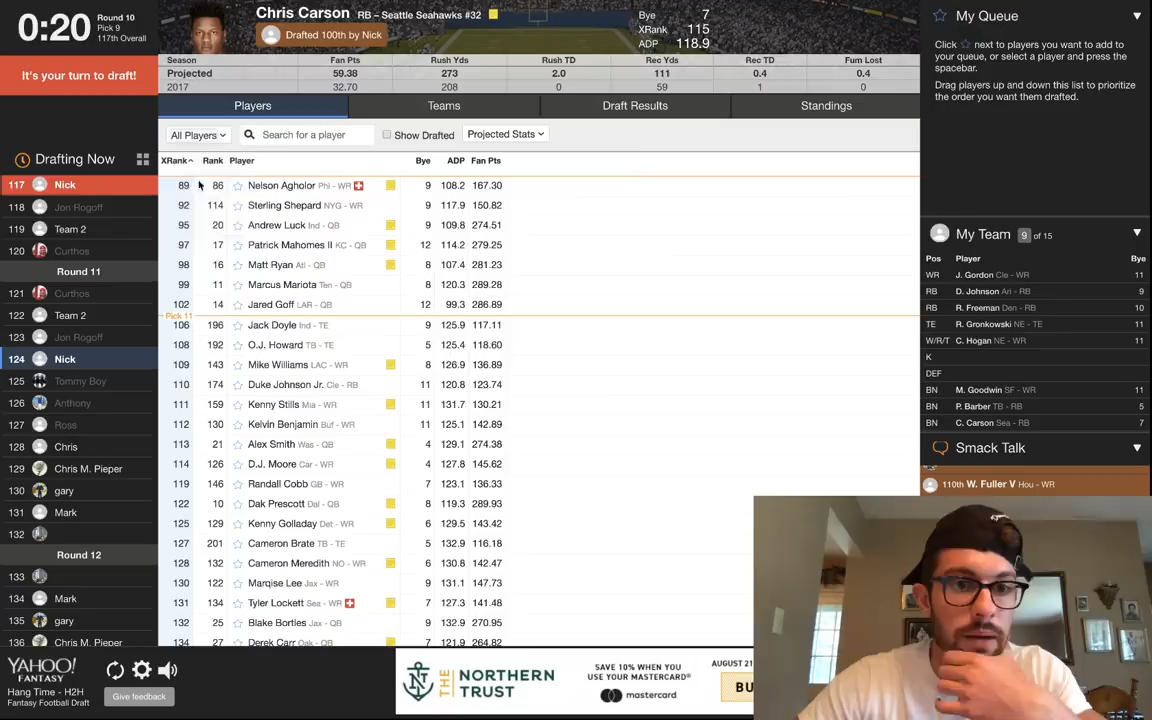 0:20
Round 10
Pick 9
117th Overall
It's your turn to draft!
Drafting Now
117 Nick
118 Jon Rogoff
119 Team 2
120 Curthos
Round 11
121 Curthos
122 Team 2
123 Jon Rogoff
124 Nick
125 Tommy Boy
126 Anthony
127 Ross
128 Chris
129 Chris M. Pieper
130 gary
131 Mark
132
Round 12
133
134 Mark
135 gary
136 Chris M. Pieper
YAHOO!
FANTASY
Hang Time - H2H
Fantasy Football Draft
Give feedback
Chris Carson RB – Seattle Seahawks #32
Drafted 100th by Nick
Bye 7
XRank 115
ADP 118.9
Season Fan Pts Rush Yds Rush TD Rec Yds Rec TD Fum Lost
Projected 59.38 273 2.0 111 0.4 0.4
2017 32.70 208 0 59 1 0
Players Teams Draft Results Standings
All Players Search for a player Show Drafted Projected Stats
XRank Rank Player Bye ADP Fan Pts
89 86 Nelson Agholor Phi - WR 9 108.2 167.30
92 114 Sterling Shepard NYG - WR 9 117.9 150.82
95 20 Andrew Luck Ind - QB 9 109.8 274.51
97 17 Patrick Mahomes II KC - QB 12 114.2 279.25
98 16 Matt Ryan Atl - QB 8 107.4 281.23
99 11 Marcus Mariota Ten - QB 8 120.3 289.28
102 14 Jared Goff LAR - QB 12 99.3 286.89
Pick 11
106 196 Jack Doyle Ind - TE 9 125.9 117.11
108 192 O.J. Howard TB - TE 5 125.4 118.60
109 143 Mike Williams LAC - WR 8 126.9 136.89
110 174 Duke Johnson Jr. Cle - RB 11 120.8 123.74
111 159 Kenny Stills Mia - WR 11 131.7 130.21
112 130 Kelvin Benjamin Buf - WR 11 125.1 142.89
113 21 Alex Smith Was - QB 4 129.1 274.38
114 126 D.J. Moore Car - WR 4 127.8 145.62
119 146 Randall Cobb GB - WR 7 123.1 136.33
122 10 Dak Prescott Dal - QB 8 119.3 289.93
125 129 Kenny Golladay Det - WR 6 129.5 143.42
127 201 Cameron Brate TB - TE 5 132.9 116.18
128 132 Cameron Meredith NO - WR 6 130.8 142.47
130 122 Marqise Lee Jax - WR 9 131.1 147.73
131 134 Tyler Lockett Sea - WR 7 127.3 141.48
132 25 Blake Bortles Jax - QB 9 132.9 270.95
134 27 Derek Carr Oak - QB 7 121.9 264.82
THE
NORTHERN
TRUST
SAVE 10% WHEN YOU
USE YOUR MASTERCARD®
mastercard
AUGUST 21
BU
My Queue
Click next to players you want to add to
your queue, or select a player and press the
spacebar.
Drag players up and down this list to prioritize
the order you want them drafted.
My Team 9 of 15
Pos Player Bye
WR J. Gordon Cle - WR 11
RB D. Johnson Ari - RB 9
RB R. Freeman Den - RB 10
TE R. Gronkowski NE - TE 11
W/R/T C. Hogan NE - WR 11
K
DEF
BN M. Goodwin SF - WR 11
BN P. Barber TB - RB 5
BN C. Carson Sea - RB 7
Smack Talk
110th W. Fuller V Hou - WR